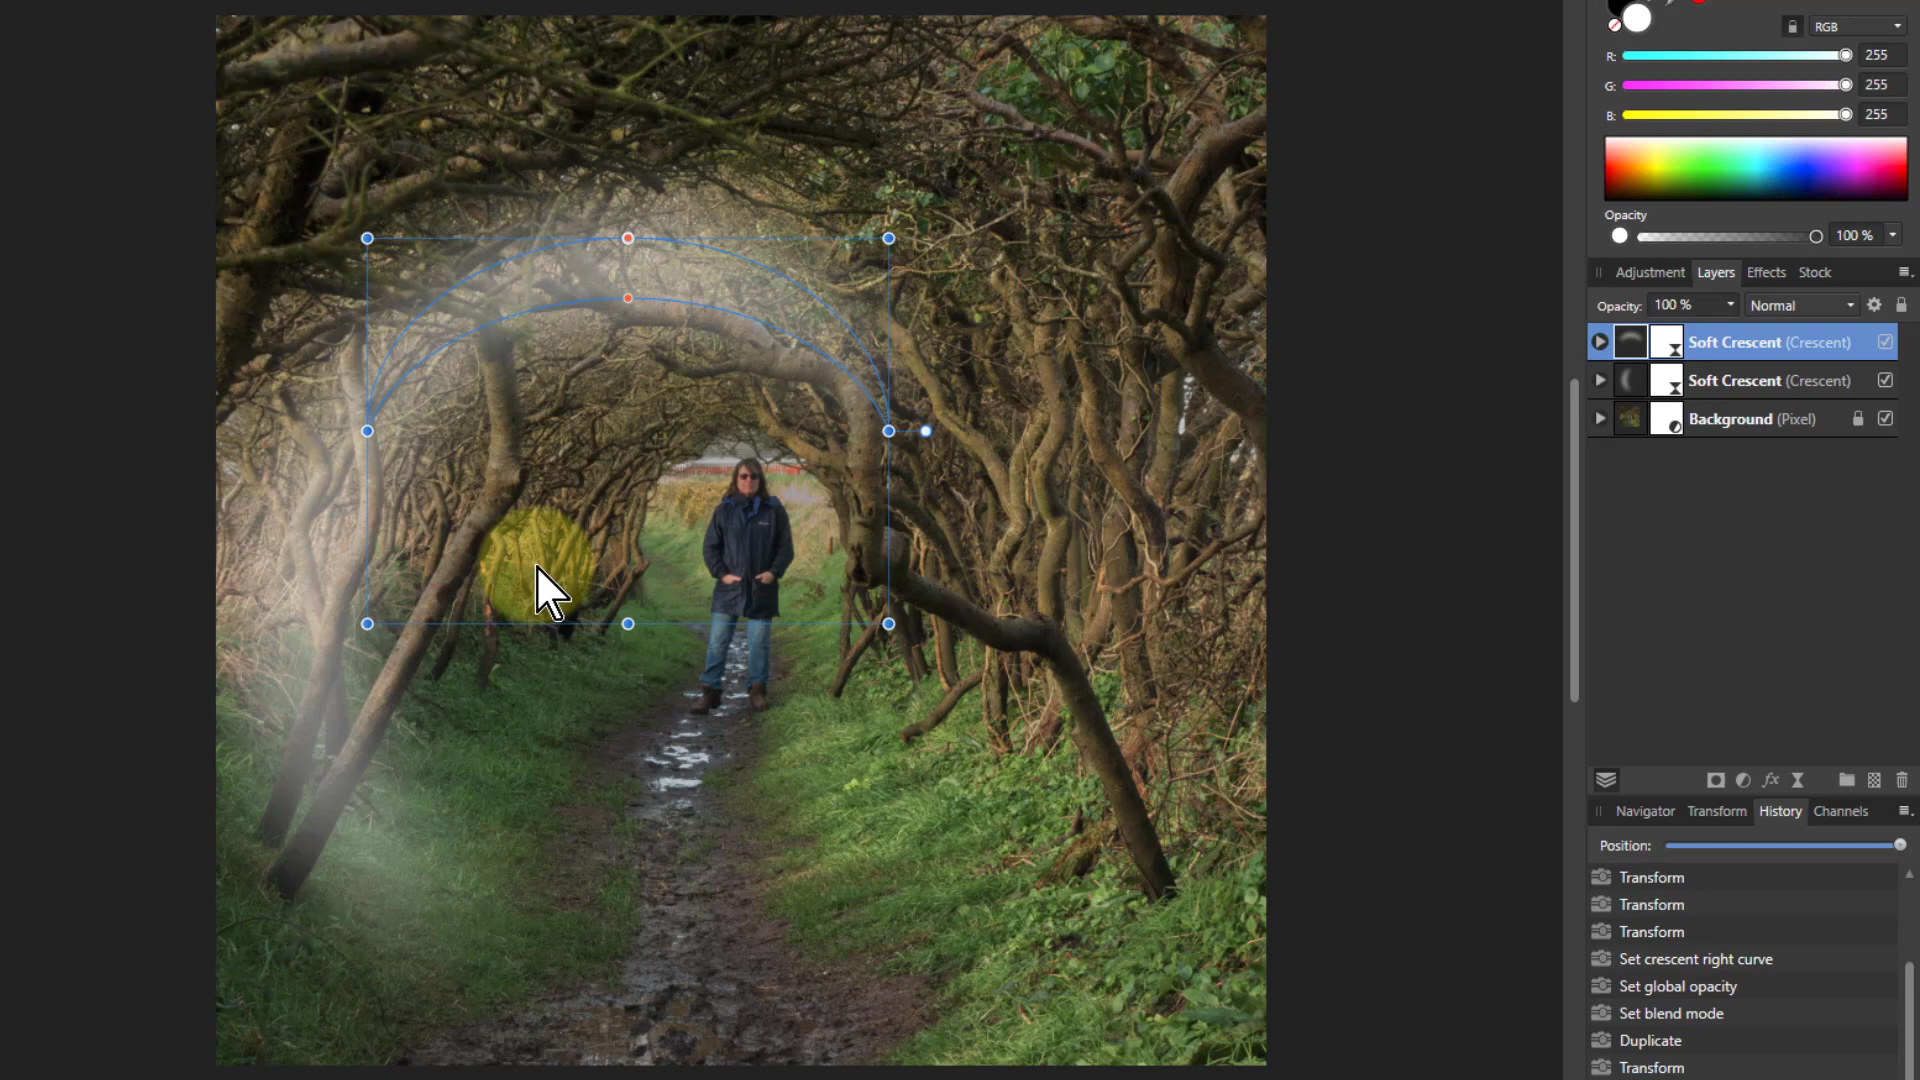 RGB
R: 255
G: 255
B: 255
Opacity
100 %
Adjustment Layers Effects Stock
Opacity: 100 % Normal
Soft Crescent (Crescent)
Soft Crescent (Crescent)
Background (Pixel)
fx
Navigator Transform History Channels
Position:
Transform
Transform
Transform
Set crescent right curve
Set global opacity
Set blend mode
Duplicate
Transform